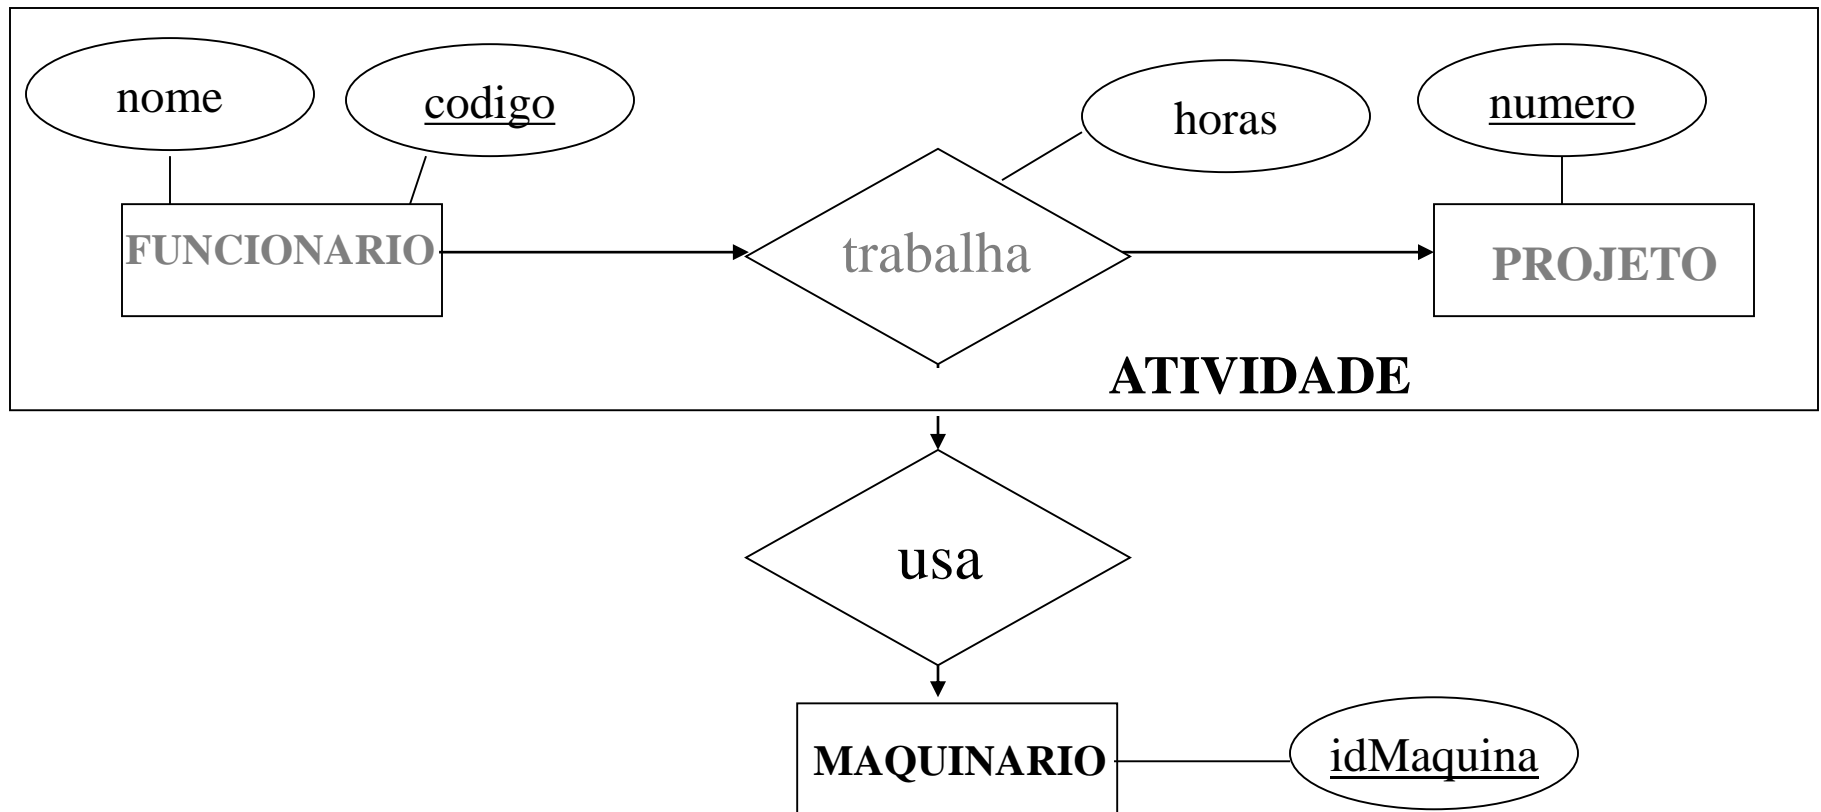 nome
codigo
horas
numero
FUNCIONARIO
trabalha
PROJETO
ATIVIDADE
usa
MAQUINARIO
idMaquina